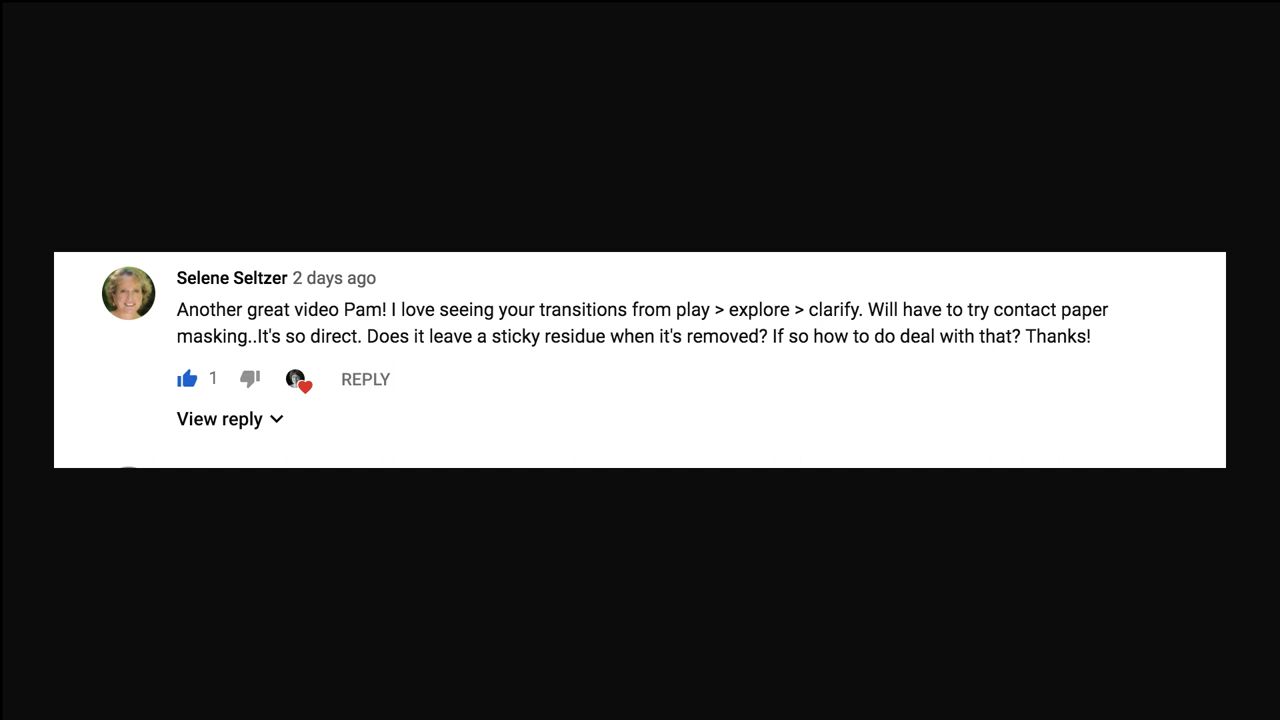 Selene Seltzer 2 days ago
Another great video Pam! I love seeing your transitions from play > explore > clarify. Will have to try contact paper
masking..It's so direct. Does it leave a sticky residue when it's removed? If so how to do deal with that? Thanks!
1 REPLY
View reply